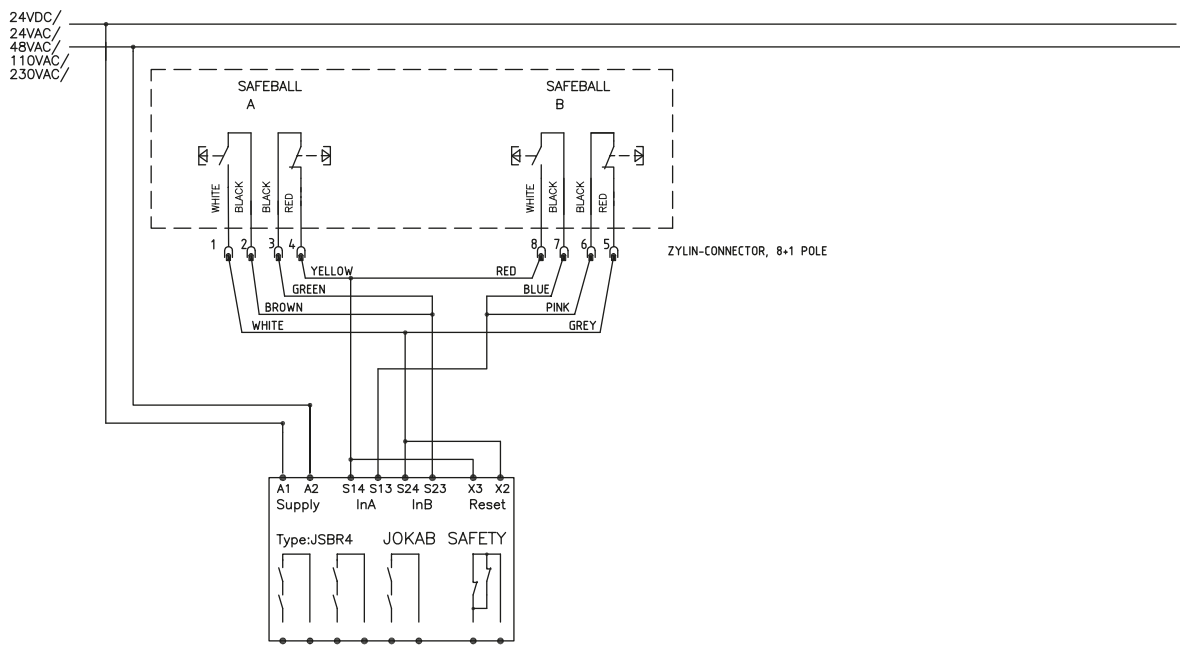 24VDC/
24VAC/
48VAC/
110VAC/
230VAC/
SAFEBALL SAFEBALL
A B
WHITE BLACK BLACK RED WHITE BLACK BLACK RED
1 2 3 4 8 7 6 5 ZYLIN-CONNECTOR, 8+1 POLE
YELLOW RED
GREEN BLUE
BROWN PINK
WHITE GREY
A1 A2 S14 S13 S24 S23 X3 X2
Supply InA InB Reset
Type:JSBR4 JOKAB SAFETY